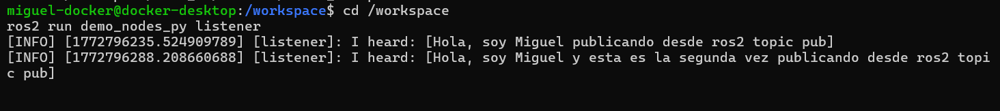 miguel-docker@docker-desktop:/workspace$ cd /workspace
ros2 run demo_nodes_py listener
[INFO] [1772796235.524909789] [listener]: I heard: [Hola, soy Miguel publicando desde ros2 topic pub]
[INFO] [1772796288.208660688] [listener]: I heard: [Hola, soy Miguel y esta es la segunda vez publicando desde ros2 topi
c pub]